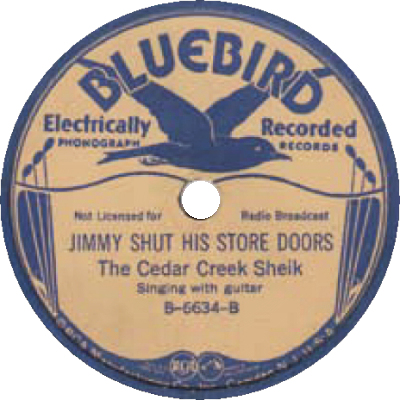 BLUEBIRD
Electrically Recorded
PHONOGRAPH RECORDS
Not Licensed for Radio Broadcast
JIMMY SHUT HIS STORE DOORS
The Cedar Creek Sheik
Singing with guitar
B-6634-B